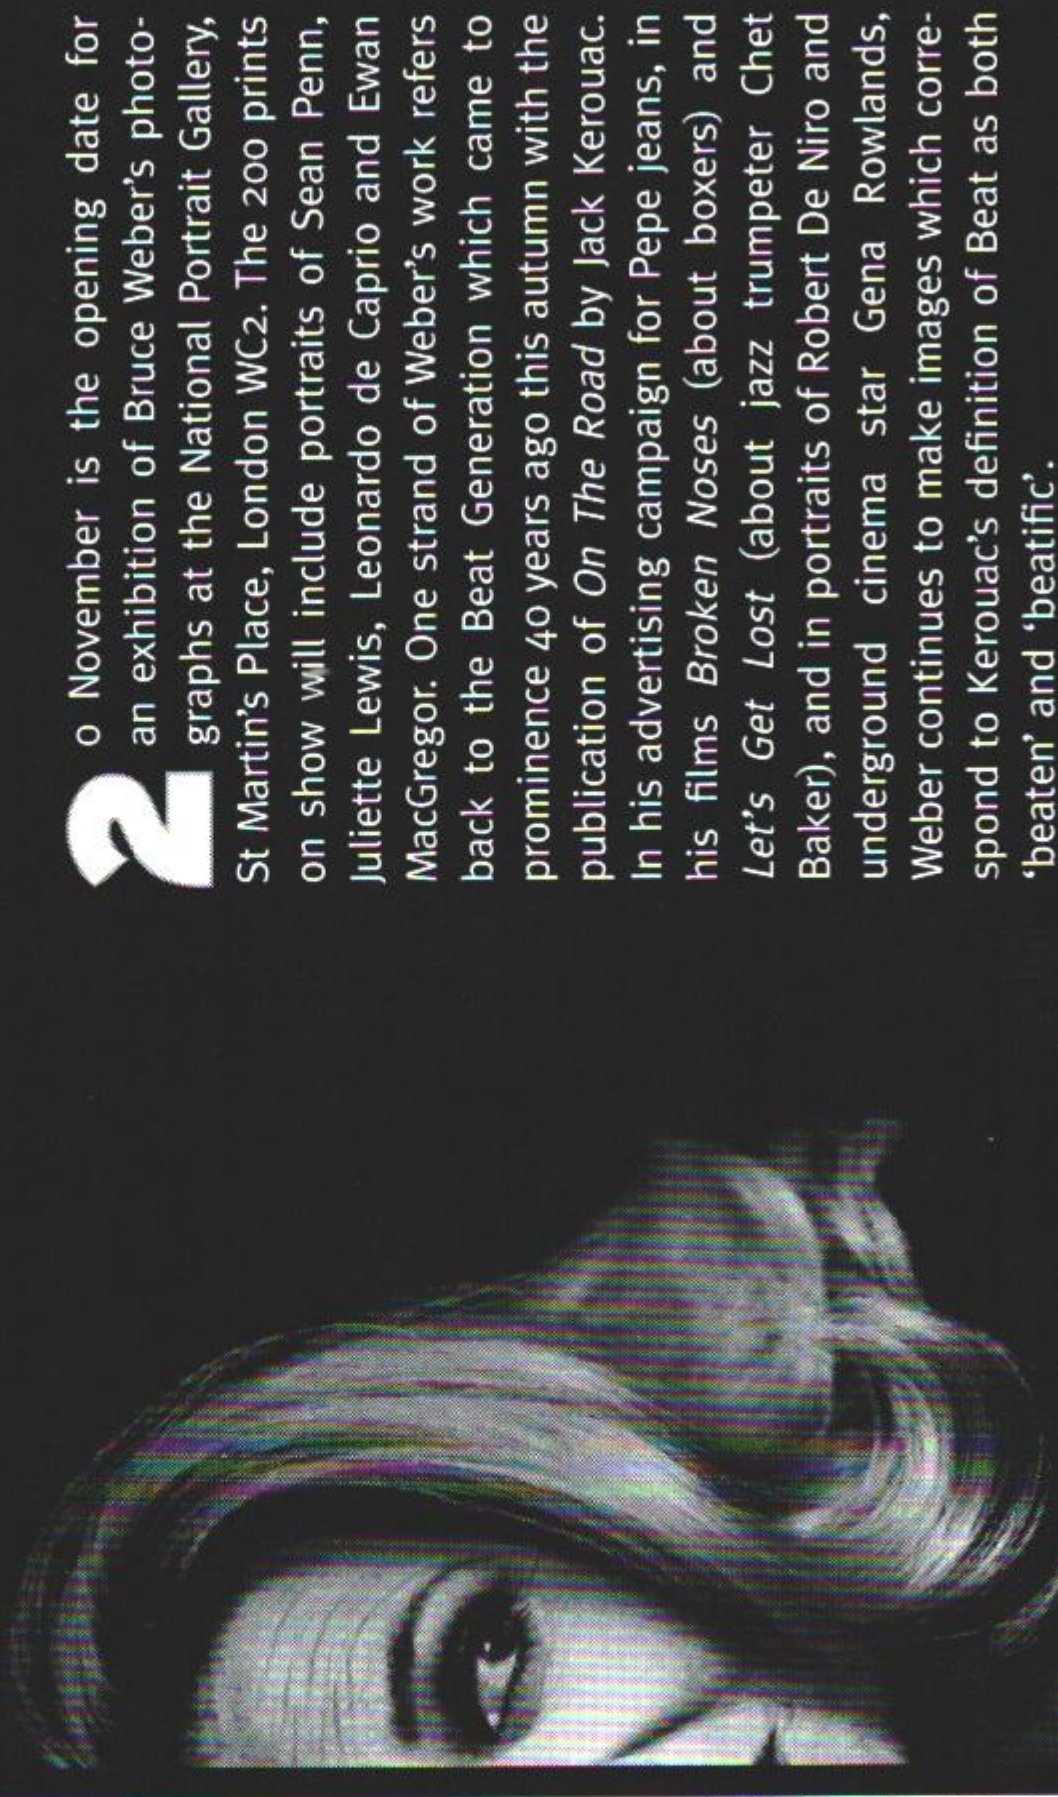 20 November is the opening date for
an exhibition of Bruce Weber's photo-
graphs at the National Portrait Gallery,
St Martin's Place, London WC2. The 200 prints
on show will include portraits of Sean Penn,
Juliette Lewis, Leonardo de Caprio and Ewan
MacGregor. One strand of Weber's work refers
back to the Beat Generation which came to
prominence 40 years ago this autumn with the
publication of On The Road by Jack Kerouac.
In his advertising campaign for Pepe jeans, in
his films Broken Noses (about boxers) and
Let's Get Lost (about jazz trumpeter Chet
Baker), and in portraits of Robert De Niro and
underground cinema star Gena Rowlands,
Weber continues to make images which corre-
spond to Kerouac's definition of Beat as both
'beaten' and 'beatific'.